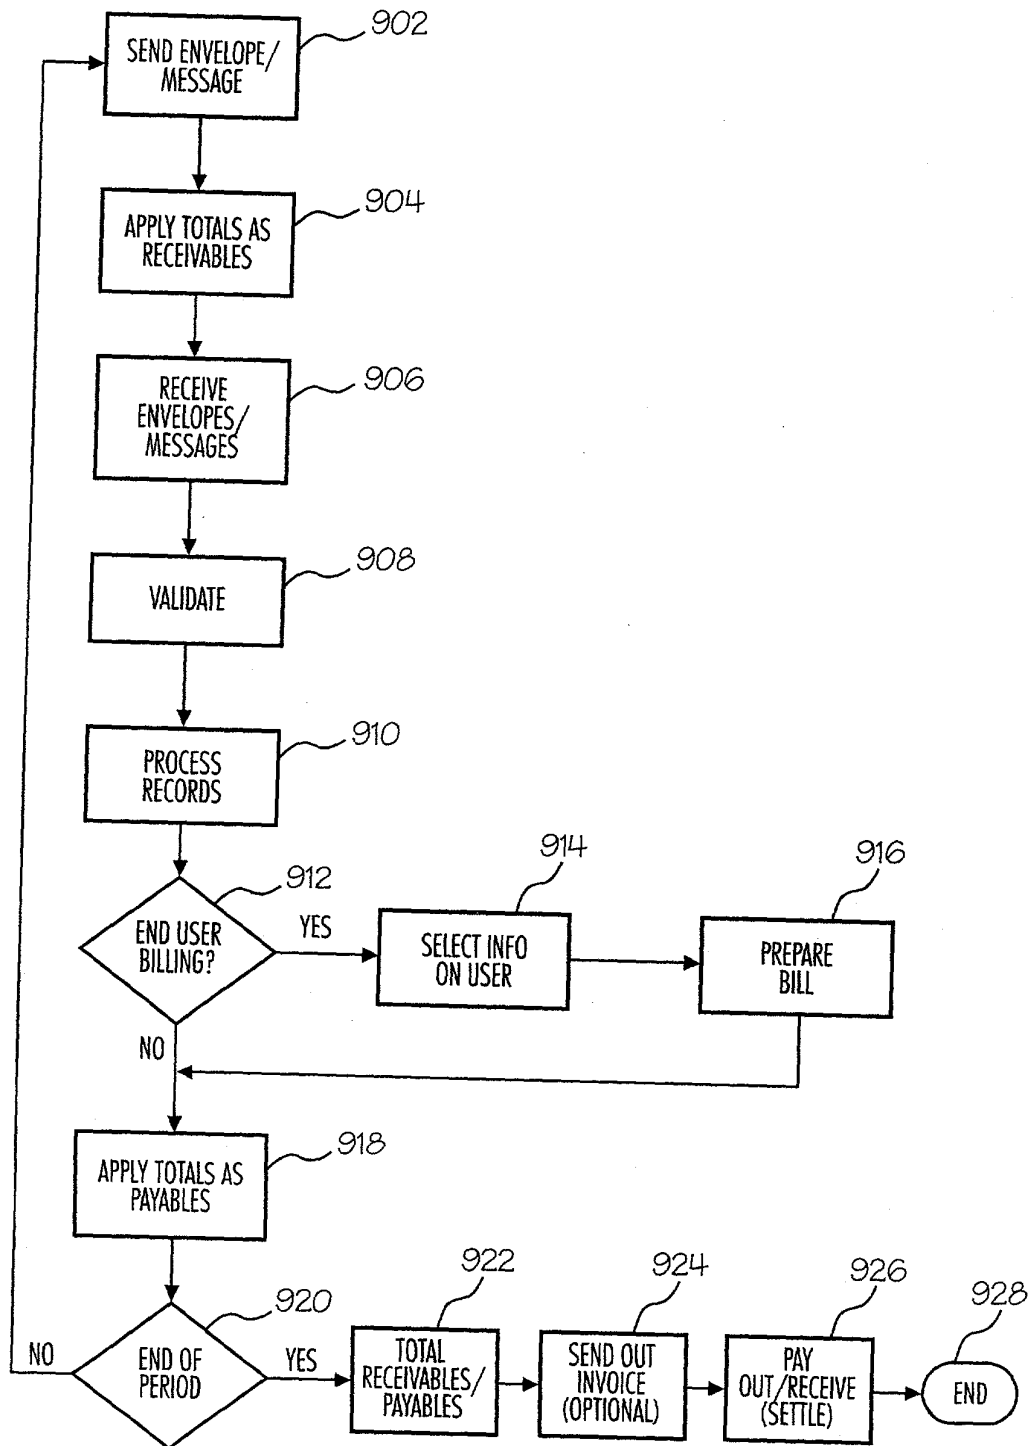 902
SEND ENVELOPE/
MESSAGE
904
APPLY TOTALS AS
RECEIVABLES
906
RECEIVE
ENVELOPES/
MESSAGES
908
VALIDATE
910
PROCESS
RECORDS
912
END USER
BILLING?
YES
914
SELECT INFO
ON USER
916
PREPARE
BILL
NO
918
APPLY TOTALS AS
PAYABLES
920
END OF
PERIOD
NO
YES
922
TOTAL
RECEIVABLES/
PAYABLES
924
SEND OUT
INVOICE
(OPTIONAL)
926
PAY
OUT/RECEIVE
(SETTLE)
928
END